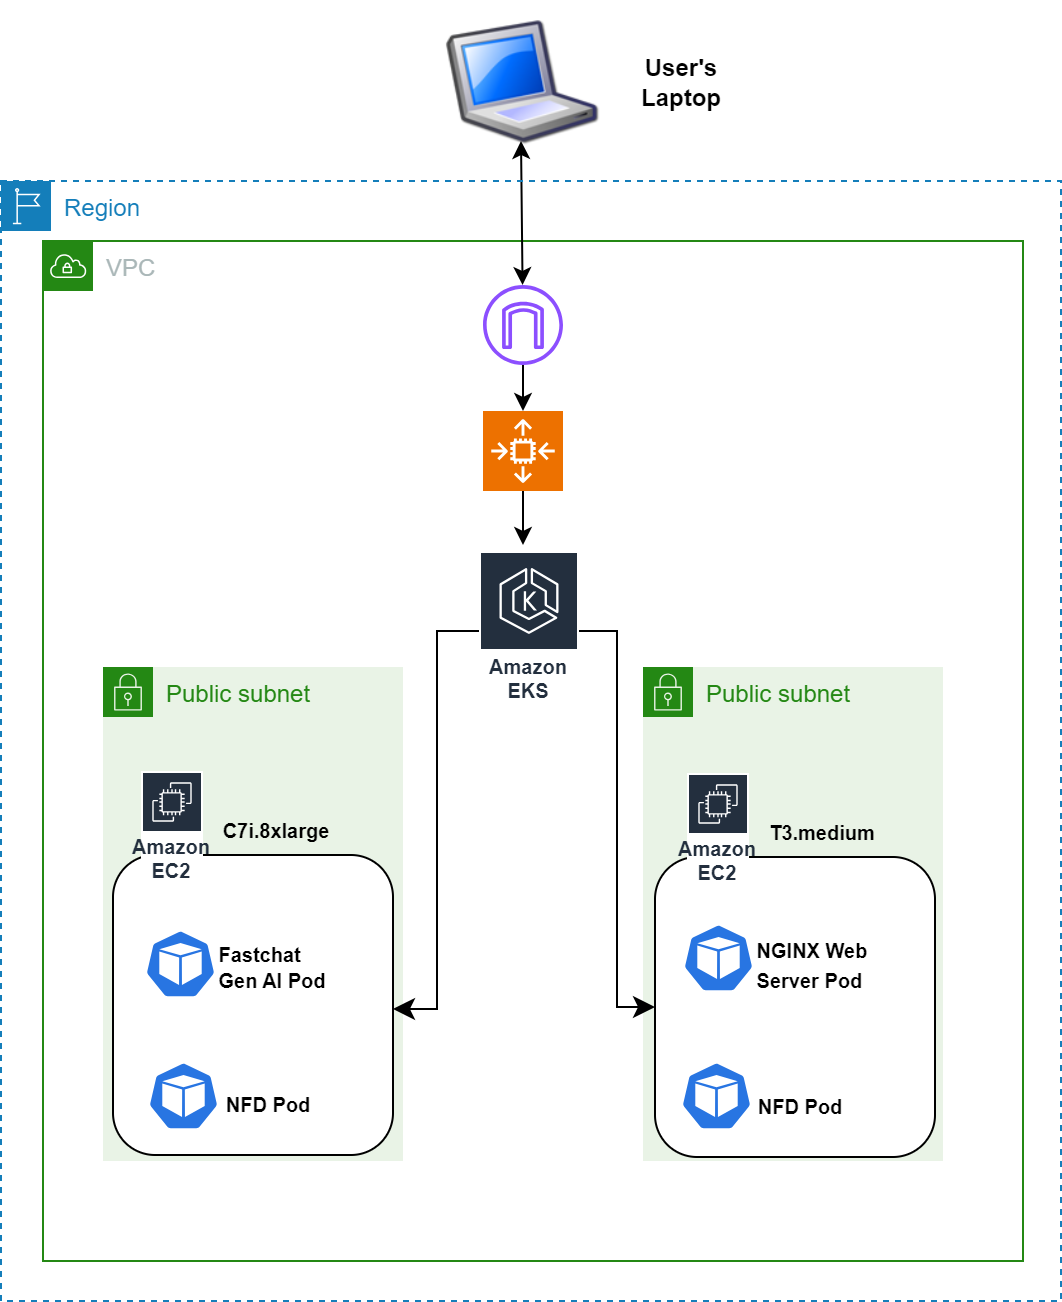 User's
Laptop
Region
VPC
Amazon
EKS
Public subnet
Public subnet
C7i.8xlarge
Amazon
EC2
T3.medium
Amazon
EC2
Fastchat
Gen AI Pod
NGINX Web
Server Pod
NFD Pod
NFD Pod